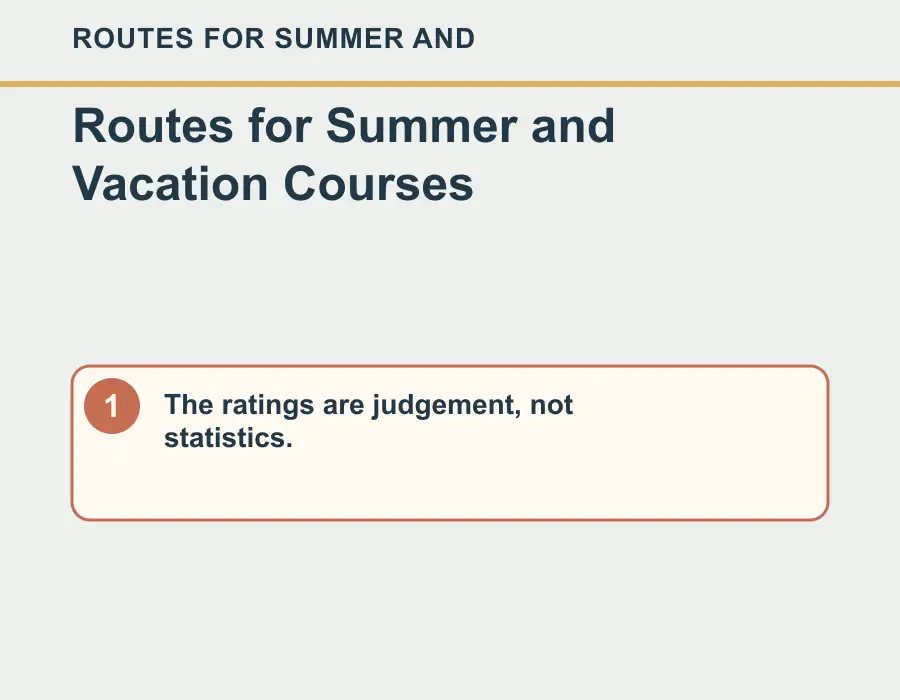 ROUTES FOR SUMMER AND
Routes for Summer and
Vacation Courses
1
The ratings are judgement, not
statistics.